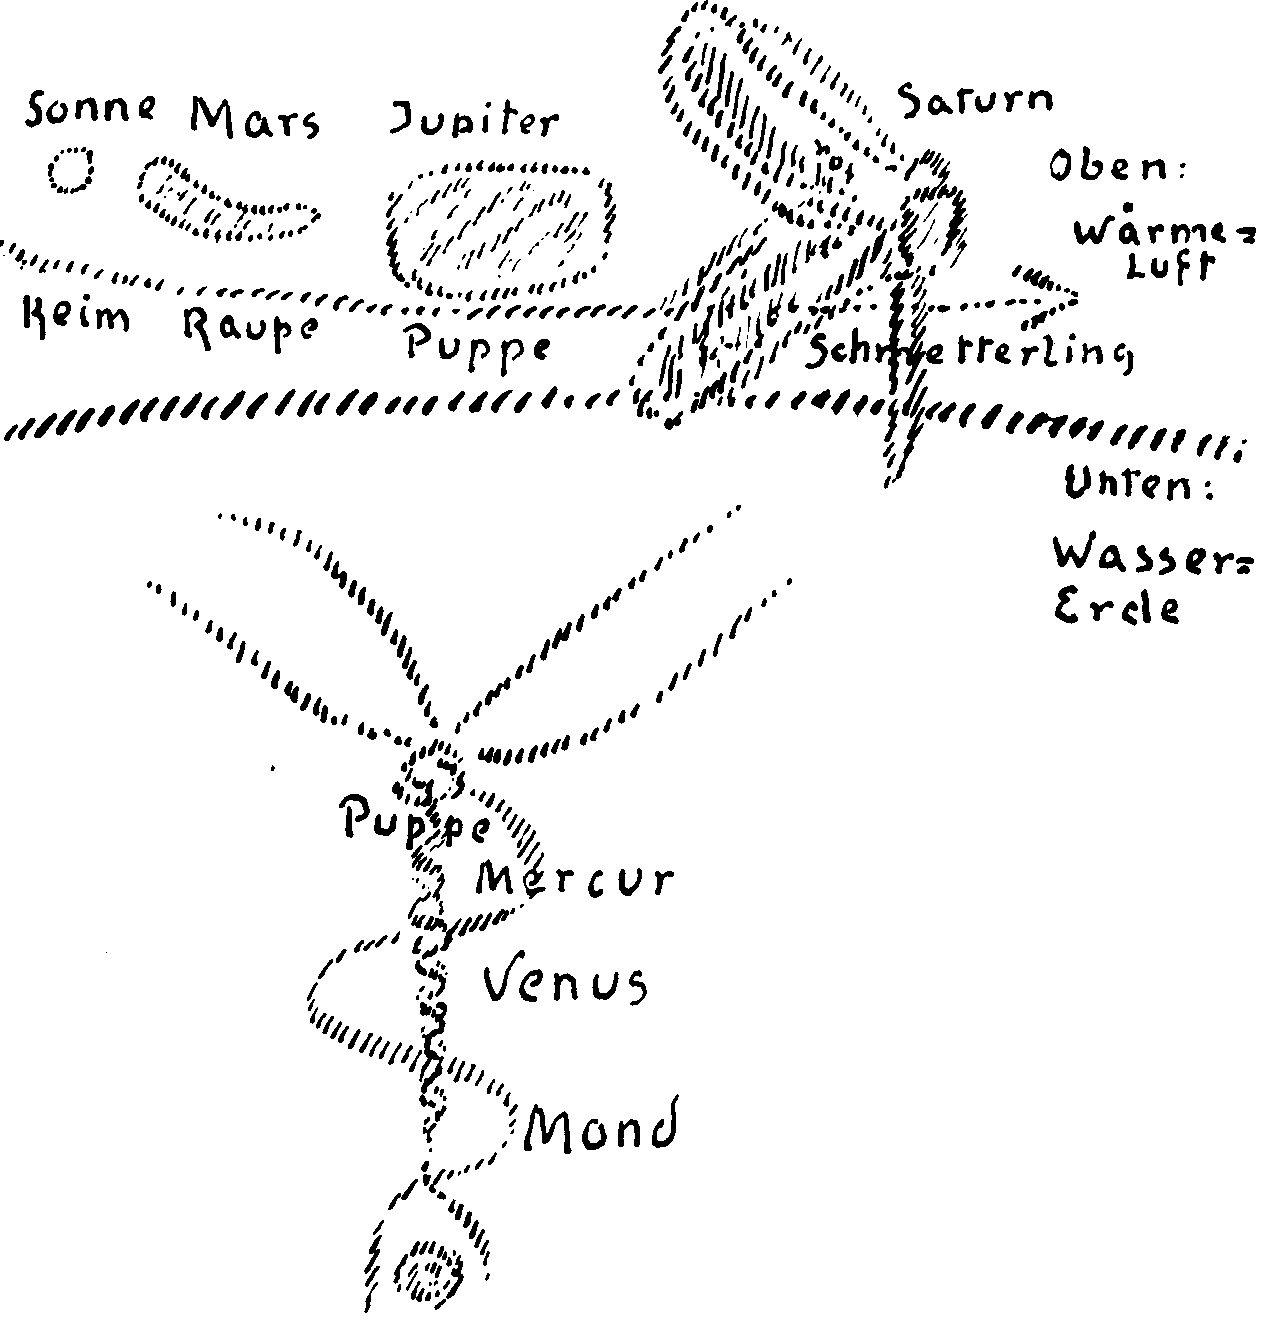 Sonne Mars Jupiter Saturn
Oben:
Wärme=
Luft
Keim Raupe Puppe Schmetterling
Unten:
Wasser=
Erde
Puppe
Mercur
Venus
Mond